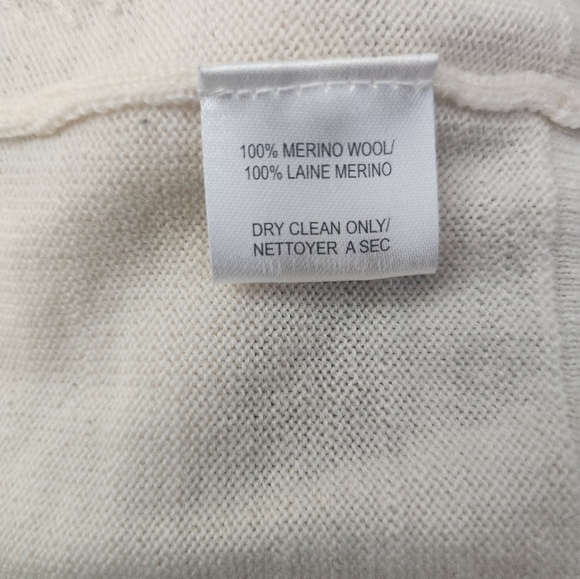 100% MERINO WOOL/
100% LAINE MERINO
DRY CLEAN ONLY/
NETTOYER A SEC